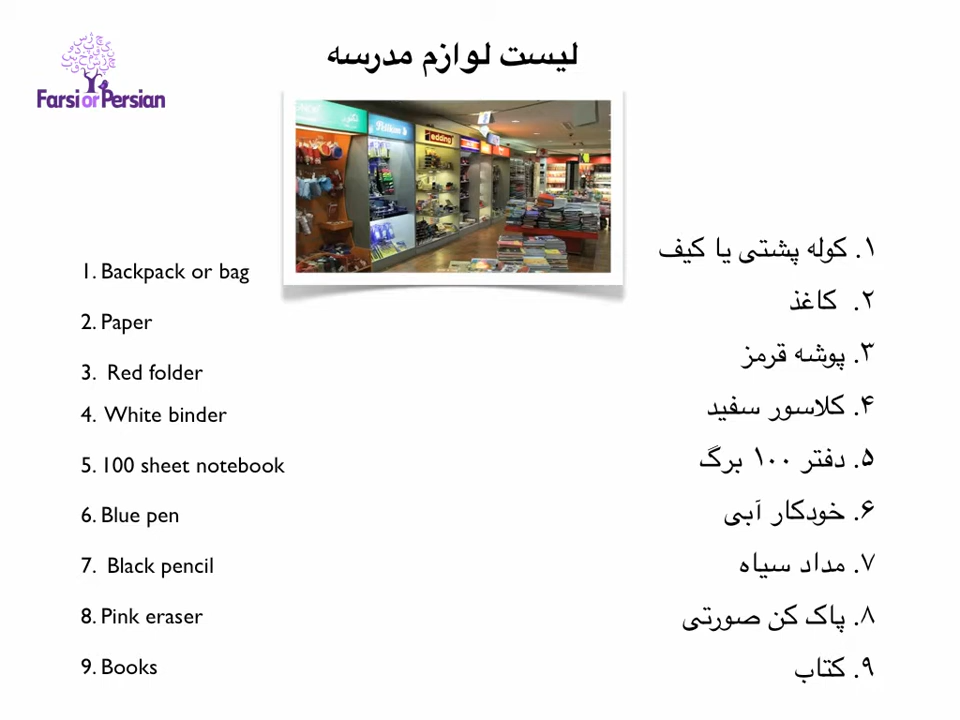 Farsi or Persian
لیست لوازم مدرسه
Pelikan
edding
1. Backpack or bag
2. Paper
3. Red folder
4. White binder
5. 100 sheet notebook
6. Blue pen
7. Black pencil
8. Pink eraser
9. Books
۱. کوله پشتی یا کیف
۲. کاغذ
۳. پوشه قرمز
۴. کلاسور سفید
۵. دفتر ۱۰۰ برگ
۶. خودکار آبی
۷. مداد سیاه
۸. پاک کن صورتی
۹. کتاب